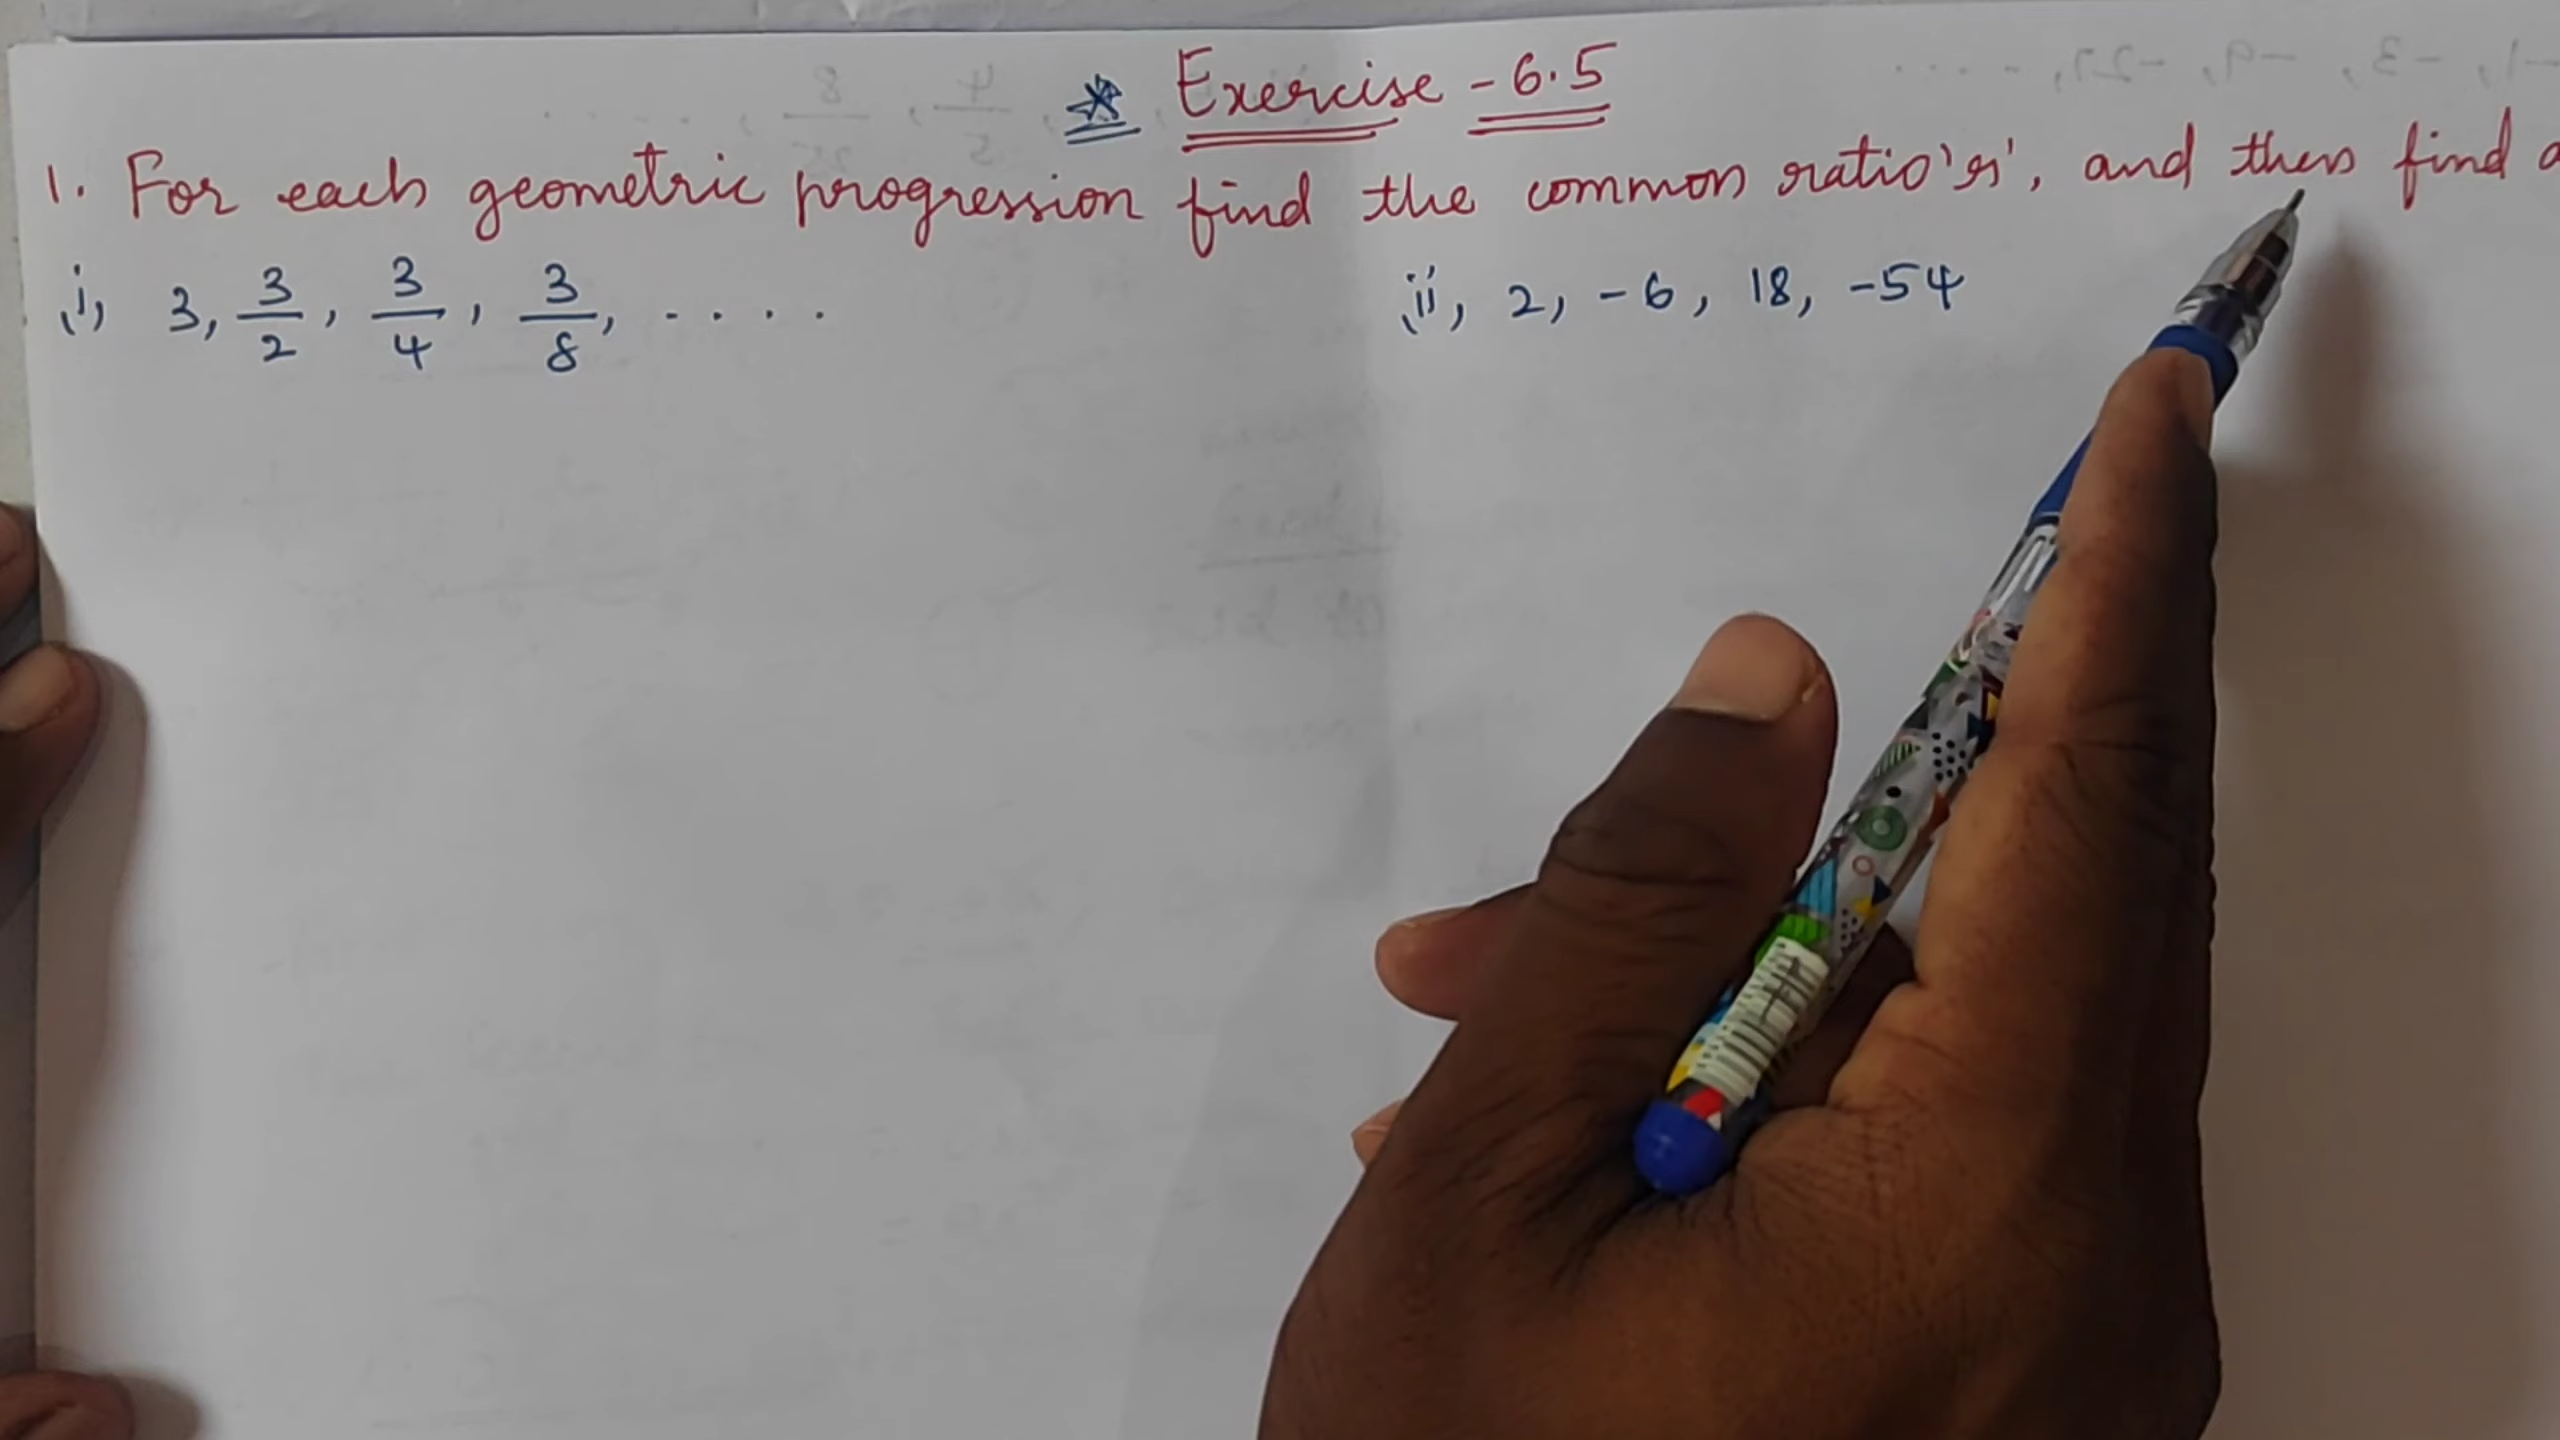 * Exercise - 6.5
1. For each geometric progression find the common ratio 'r', and then find a
(i, 3, 3/2, 3/4, 3/8, ....
(ii, 2, -6, 18, -54